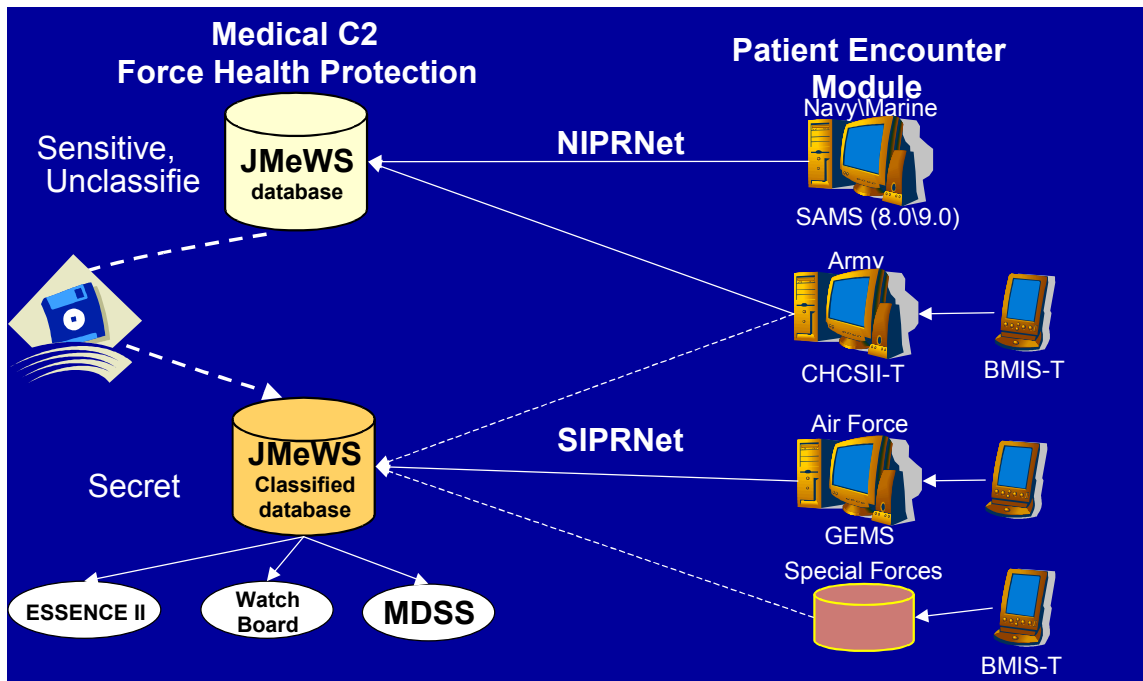 Medical C2
Force Health Protection
Patient Encounter
Module
Sensitive,
Unclassifie
JMeWS
database
NIPRNet
Navy\Marine
SAMS (8.0\9.0)
Army
CHCSII-T
BMIS-T
Secret
JMeWS
Classified
database
SIPRNet
Air Force
GEMS
Special Forces
BMIS-T
ESSENCE II
Watch
Board
MDSS